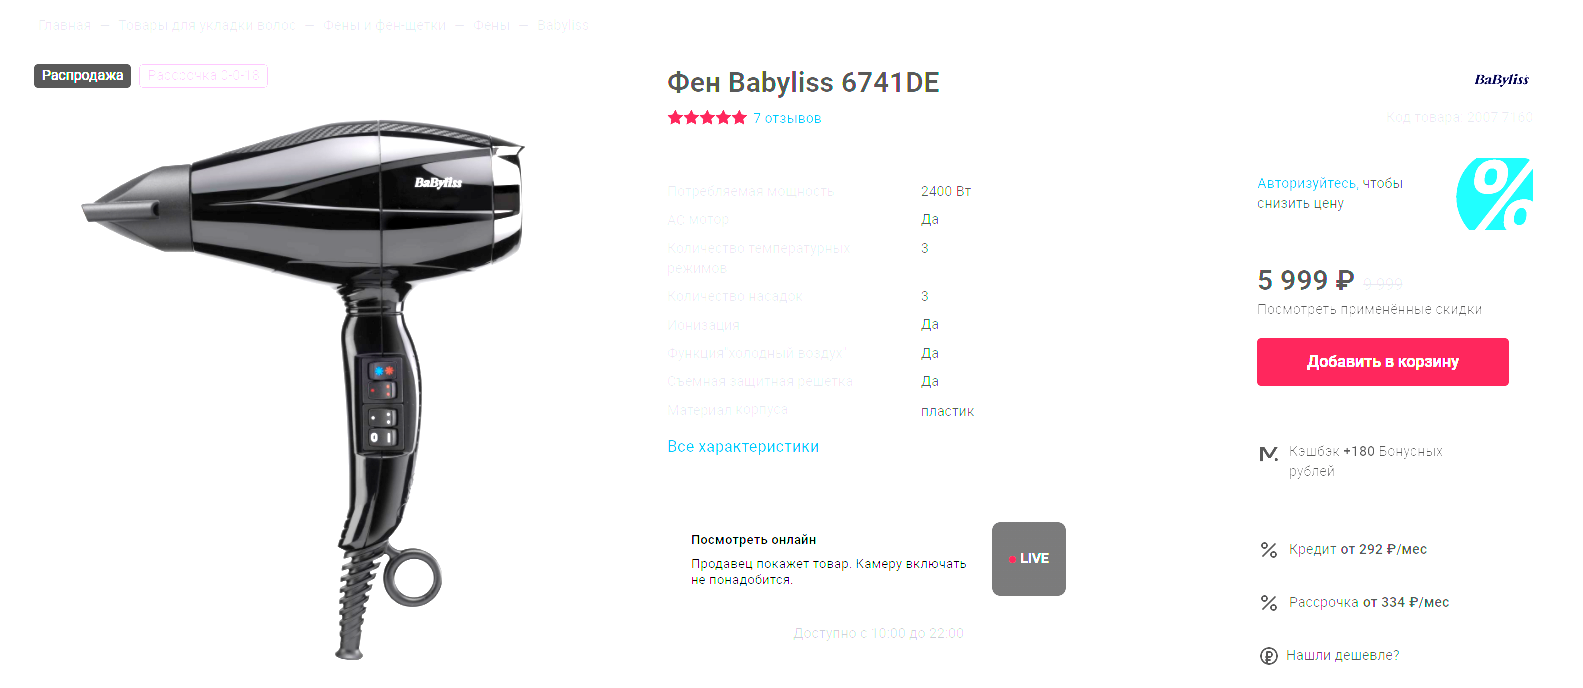 Главная — Товары для укладки волос — Фены и фен-щетки — Фены — Babyliss
Распродажа
Рассрочка 0-0-18
BaByliss
Фен Babyliss 6741DE
7 отзывов
Потребляемая мощность 2400 Вт
AC мотор Да
Количество температурных 3
режимов
Количество насадок 3
Ионизация Да
Функция"холодный воздух" Да
Съемная защитная решетка Да
Материал корпуса пластик
Все характеристики
Посмотреть онлайн
Продавец покажет товар. Камеру включать
не понадобится.
LIVE
Доступно с 10:00 до 22:00
BaByliss
Код товара: 2007 7163
Авторизуйтесь, чтобы
снизить цену
%
5 999 ₽ 9 999
Посмотреть применённые скидки
Добавить в корзину
Кэшбэк +180 Бонусных
рублей
Кредит от 292 ₽/мес
Рассрочка от 334 ₽/мес
Нашли дешевле?